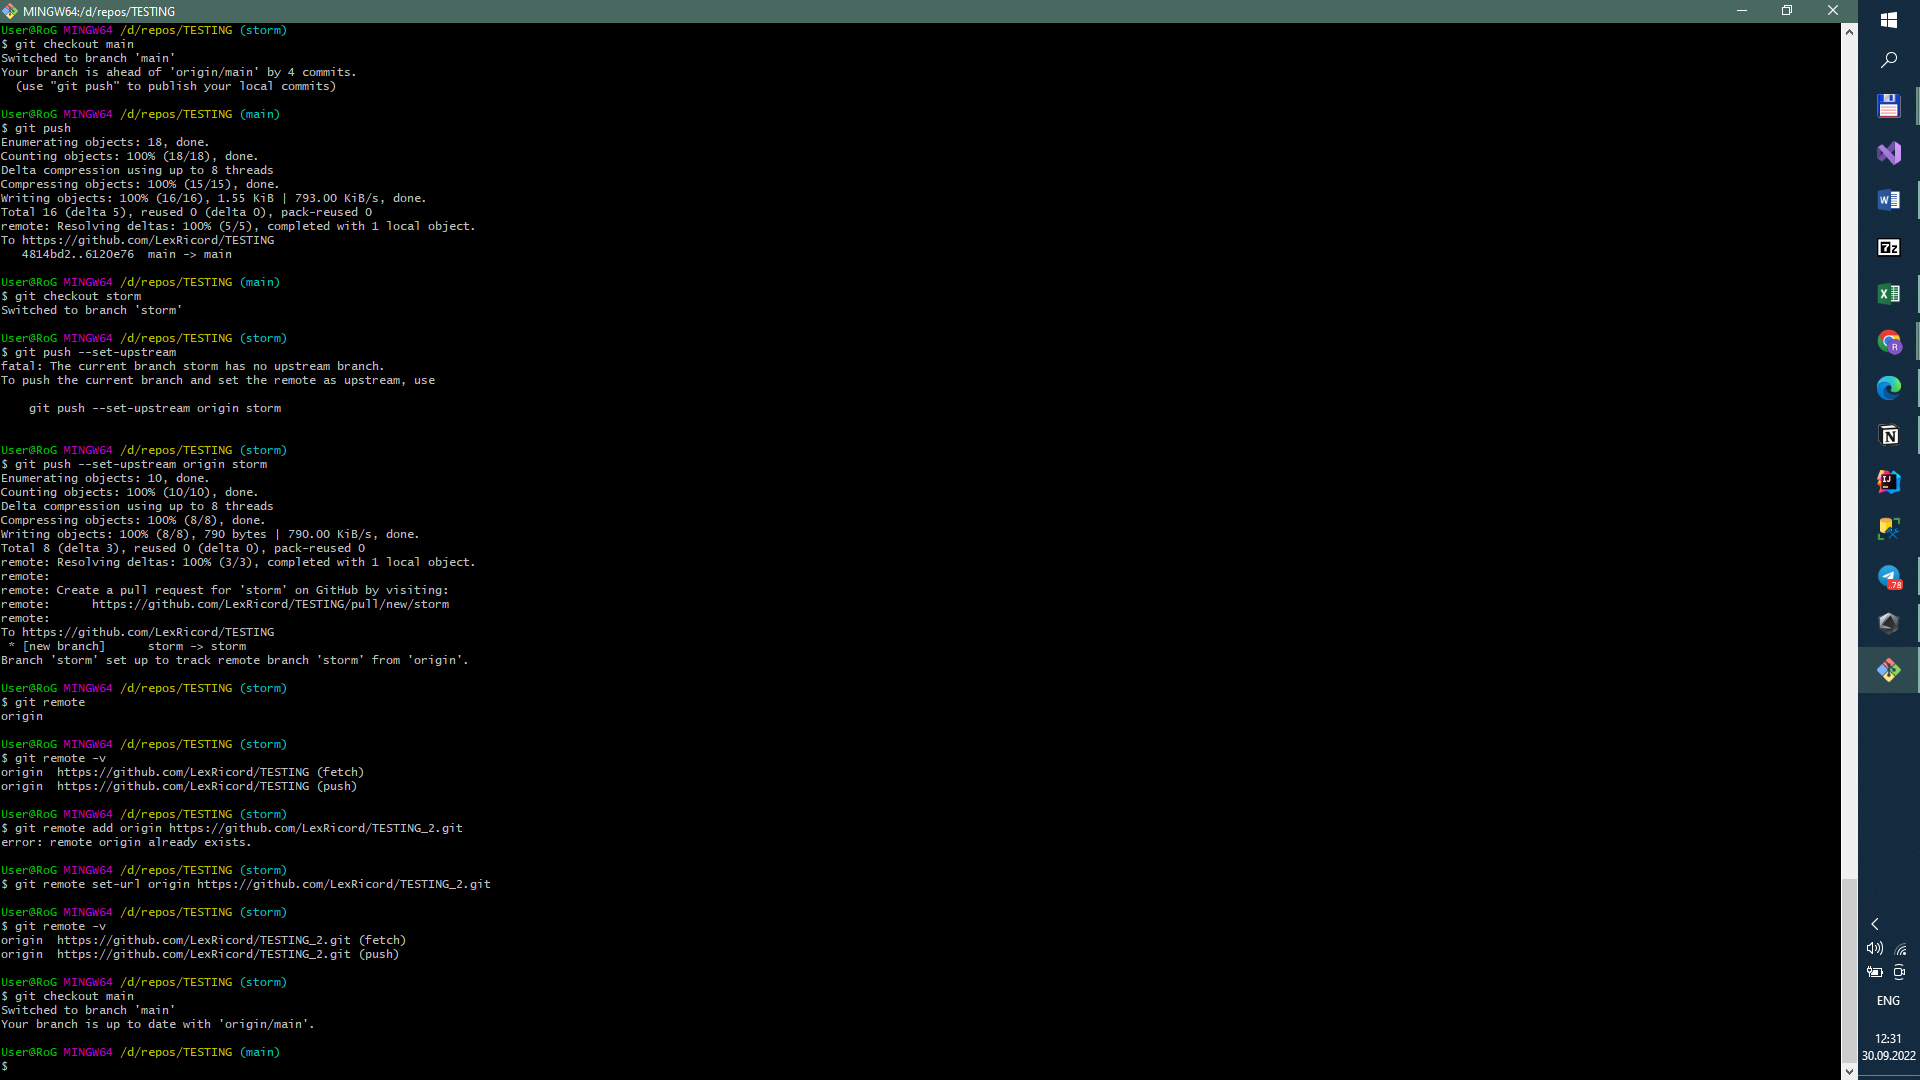 MINGW64:/d/repos/TESTING
User@RoG MINGW64 /d/repos/TESTING (storm)
$ git checkout main
Switched to branch 'main'
Your branch is ahead of 'origin/main' by 4 commits.
  (use "git push" to publish your local commits)
User@RoG MINGW64 /d/repos/TESTING (main)
$ git push
Enumerating objects: 18, done.
Counting objects: 100% (18/18), done.
Delta compression using up to 8 threads
Compressing objects: 100% (15/15), done.
Writing objects: 100% (16/16), 1.55 KiB | 793.00 KiB/s, done.
Total 16 (delta 5), reused 0 (delta 0), pack-reused 0
remote: Resolving deltas: 100% (5/5), completed with 1 local object.
To https://github.com/LexRicord/TESTING
   4814bd2..6120e76  main -> main
User@RoG MINGW64 /d/repos/TESTING (main)
$ git checkout storm
Switched to branch 'storm'
User@RoG MINGW64 /d/repos/TESTING (storm)
$ git push --set-upstream
fatal: The current branch storm has no upstream branch.
To push the current branch and set the remote as upstream, use
    git push --set-upstream origin storm
User@RoG MINGW64 /d/repos/TESTING (storm)
$ git push --set-upstream origin storm
Enumerating objects: 10, done.
Counting objects: 100% (10/10), done.
Delta compression using up to 8 threads
Compressing objects: 100% (8/8), done.
Writing objects: 100% (8/8), 790 bytes | 790.00 KiB/s, done.
Total 8 (delta 3), reused 0 (delta 0), pack-reused 0
remote: Resolving deltas: 100% (3/3), completed with 1 local object.
remote:
remote: Create a pull request for 'storm' on GitHub by visiting:
remote:      https://github.com/LexRicord/TESTING/pull/new/storm
remote:
To https://github.com/LexRicord/TESTING
 * [new branch]      storm -> storm
Branch 'storm' set up to track remote branch 'storm' from 'origin'.
User@RoG MINGW64 /d/repos/TESTING (storm)
$ git remote
origin
User@RoG MINGW64 /d/repos/TESTING (storm)
$ git remote -v
origin  https://github.com/LexRicord/TESTING (fetch)
origin  https://github.com/LexRicord/TESTING (push)
User@RoG MINGW64 /d/repos/TESTING (storm)
$ git remote add origin https://github.com/LexRicord/TESTING_2.git
error: remote origin already exists.
User@RoG MINGW64 /d/repos/TESTING (storm)
$ git remote set-url origin https://github.com/LexRicord/TESTING_2.git
User@RoG MINGW64 /d/repos/TESTING (storm)
$ git remote -v
origin  https://github.com/LexRicord/TESTING_2.git (fetch)
origin  https://github.com/LexRicord/TESTING_2.git (push)
User@RoG MINGW64 /d/repos/TESTING (storm)
$ git checkout main
Switched to branch 'main'
Your branch is up to date with 'origin/main'.
User@RoG MINGW64 /d/repos/TESTING (main)
$
W
7z
X
R
N
IJ
78
ENG
12:31
30.09.2022